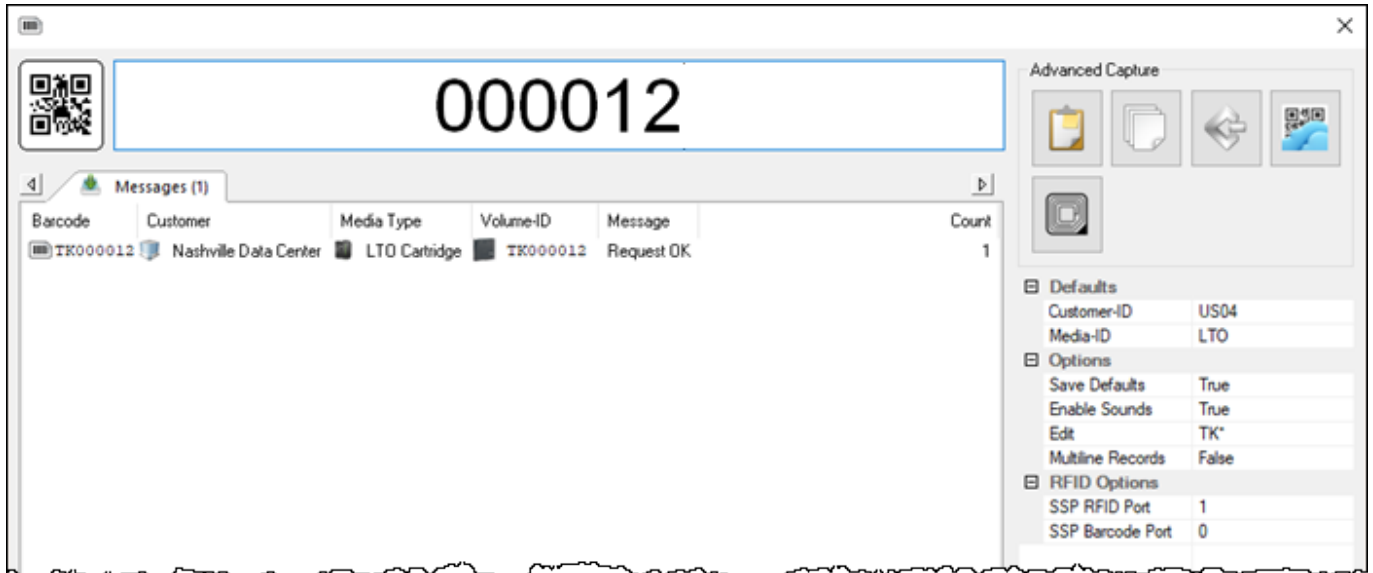 000012
Messages (1)
Barcode Customer Media Type Volume-ID Message Count
TK000012 Nashville Data Center LTO Cartridge TK000012 Request OK 1
Advanced Capture
Defaults
Customer-ID US04
Media-ID LTO
Options
Save Defaults True
Enable Sounds True
Edit TK*
Multiline Records False
RFID Options
SSP RFID Port 1
SSP Barcode Port 0